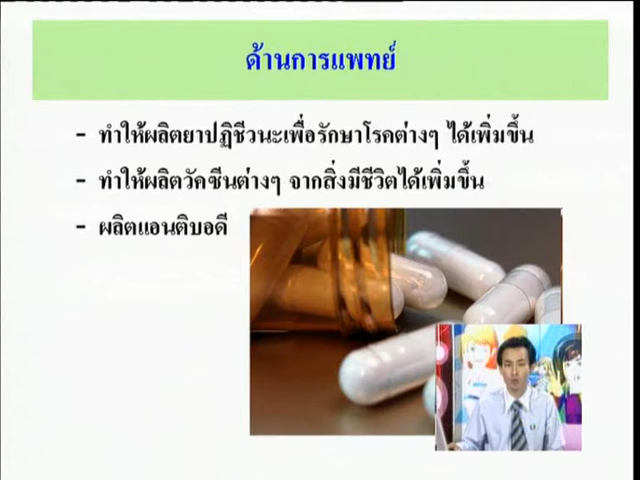 ด้านการแพทย์
- ทำให้ผลิตยาปฏิชีวนะเพื่อรักษาโรคต่างๆ ได้เพิ่มขึ้น
- ทำให้ผลิตวัคซีนต่างๆ จากสิ่งมีชีวิตได้เพิ่มขึ้น
- ผลิตแอนติบอดี